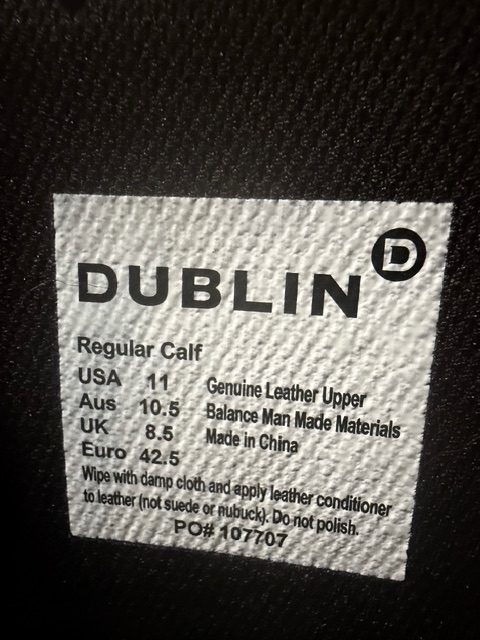 D
DUBLIN
Regular Calf
USA 11
Aus 10.5
UK 8.5
Euro 42.5
Genuine Leather Upper
Balance Man Made Materials
Made in China
Wipe with damp cloth and apply leather conditioner
to leather (not suede or nubuck). Do not polish.
PO# 107707